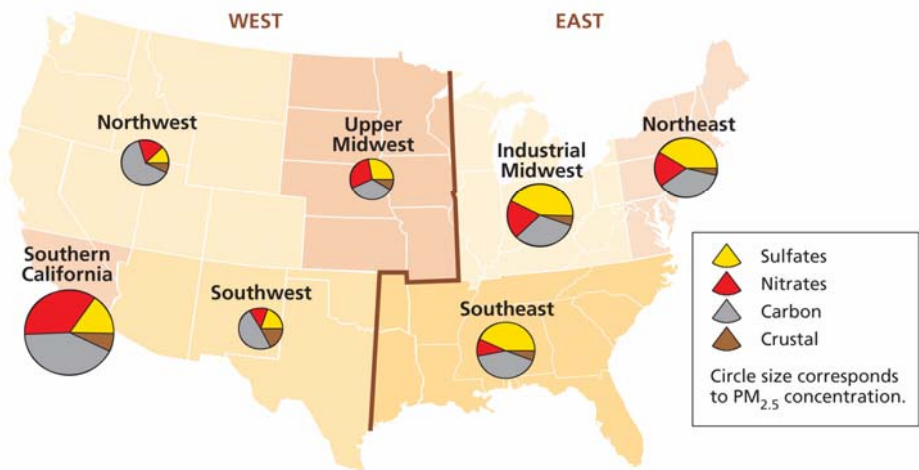 WEST
EAST
Northwest
Upper
Midwest
Industrial
Midwest
Northeast
Southern
California
Southwest
Southeast
Sulfates
Nitrates
Carbon
Crustal
Circle size corresponds
to PM2.5 concentration.